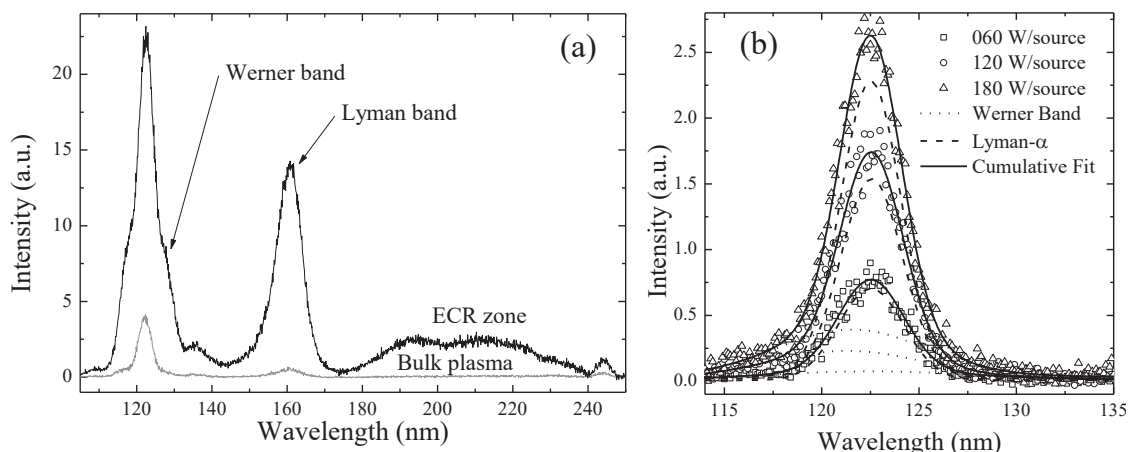 (a)
Werner band
Lyman band
ECR zone
Bulk plasma
Intensity (a.u.)
20
15
10
5
0
120 140 160 180 200 220 240
Wavelength (nm)
(b)
060 W/source
120 W/source
180 W/source
Werner Band
Lyman-α
Cumulative Fit
Intensity (a.u.)
2.5
2.0
1.5
1.0
0.5
0.0
115 120 125 130 135
Wavelength (nm)